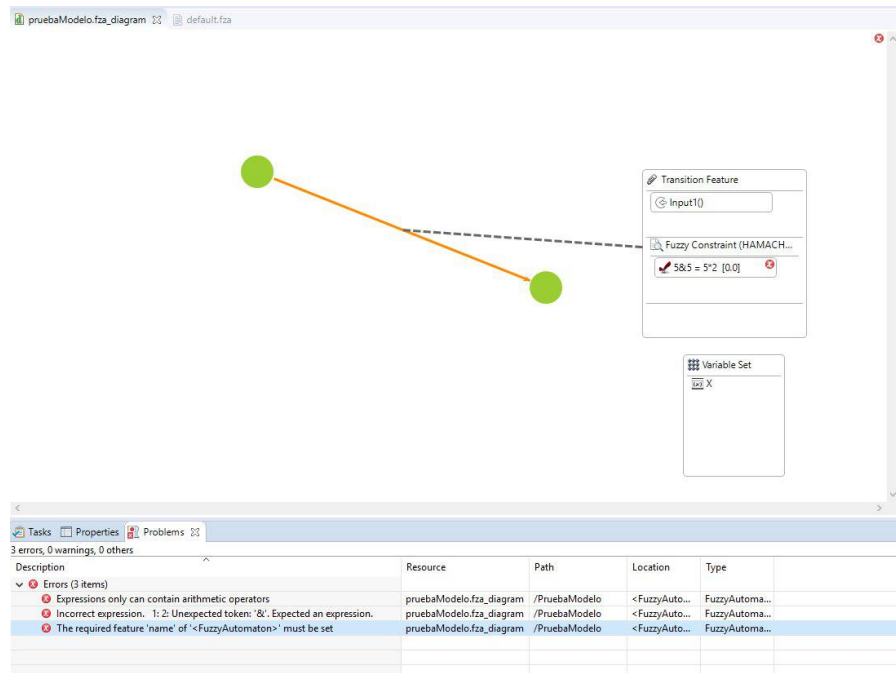 pruebaModelo.fza_diagram default.fza
Transition Feature
Input1()
Fuzzy Constraint (HAMACH...
5&5 = 5*2 [0.0]
Variable Set
(x) X
Tasks Properties Problems
3 errors, 0 warnings, 0 others
Description Resource Path Location Type
Errors (3 items)
Expressions only can contain arithmetic operators pruebaModelo.fza_diagram /PruebaModelo <FuzzyAuto... FuzzyAutoma...
Incorrect expression. 1: 2: Unexpected token: '&'. Expected an expression. pruebaModelo.fza_diagram /PruebaModelo <FuzzyAuto... FuzzyAutoma...
The required feature 'name' of '<FuzzyAutomaton>' must be set pruebaModelo.fza_diagram /PruebaModelo <FuzzyAuto... FuzzyAutoma...